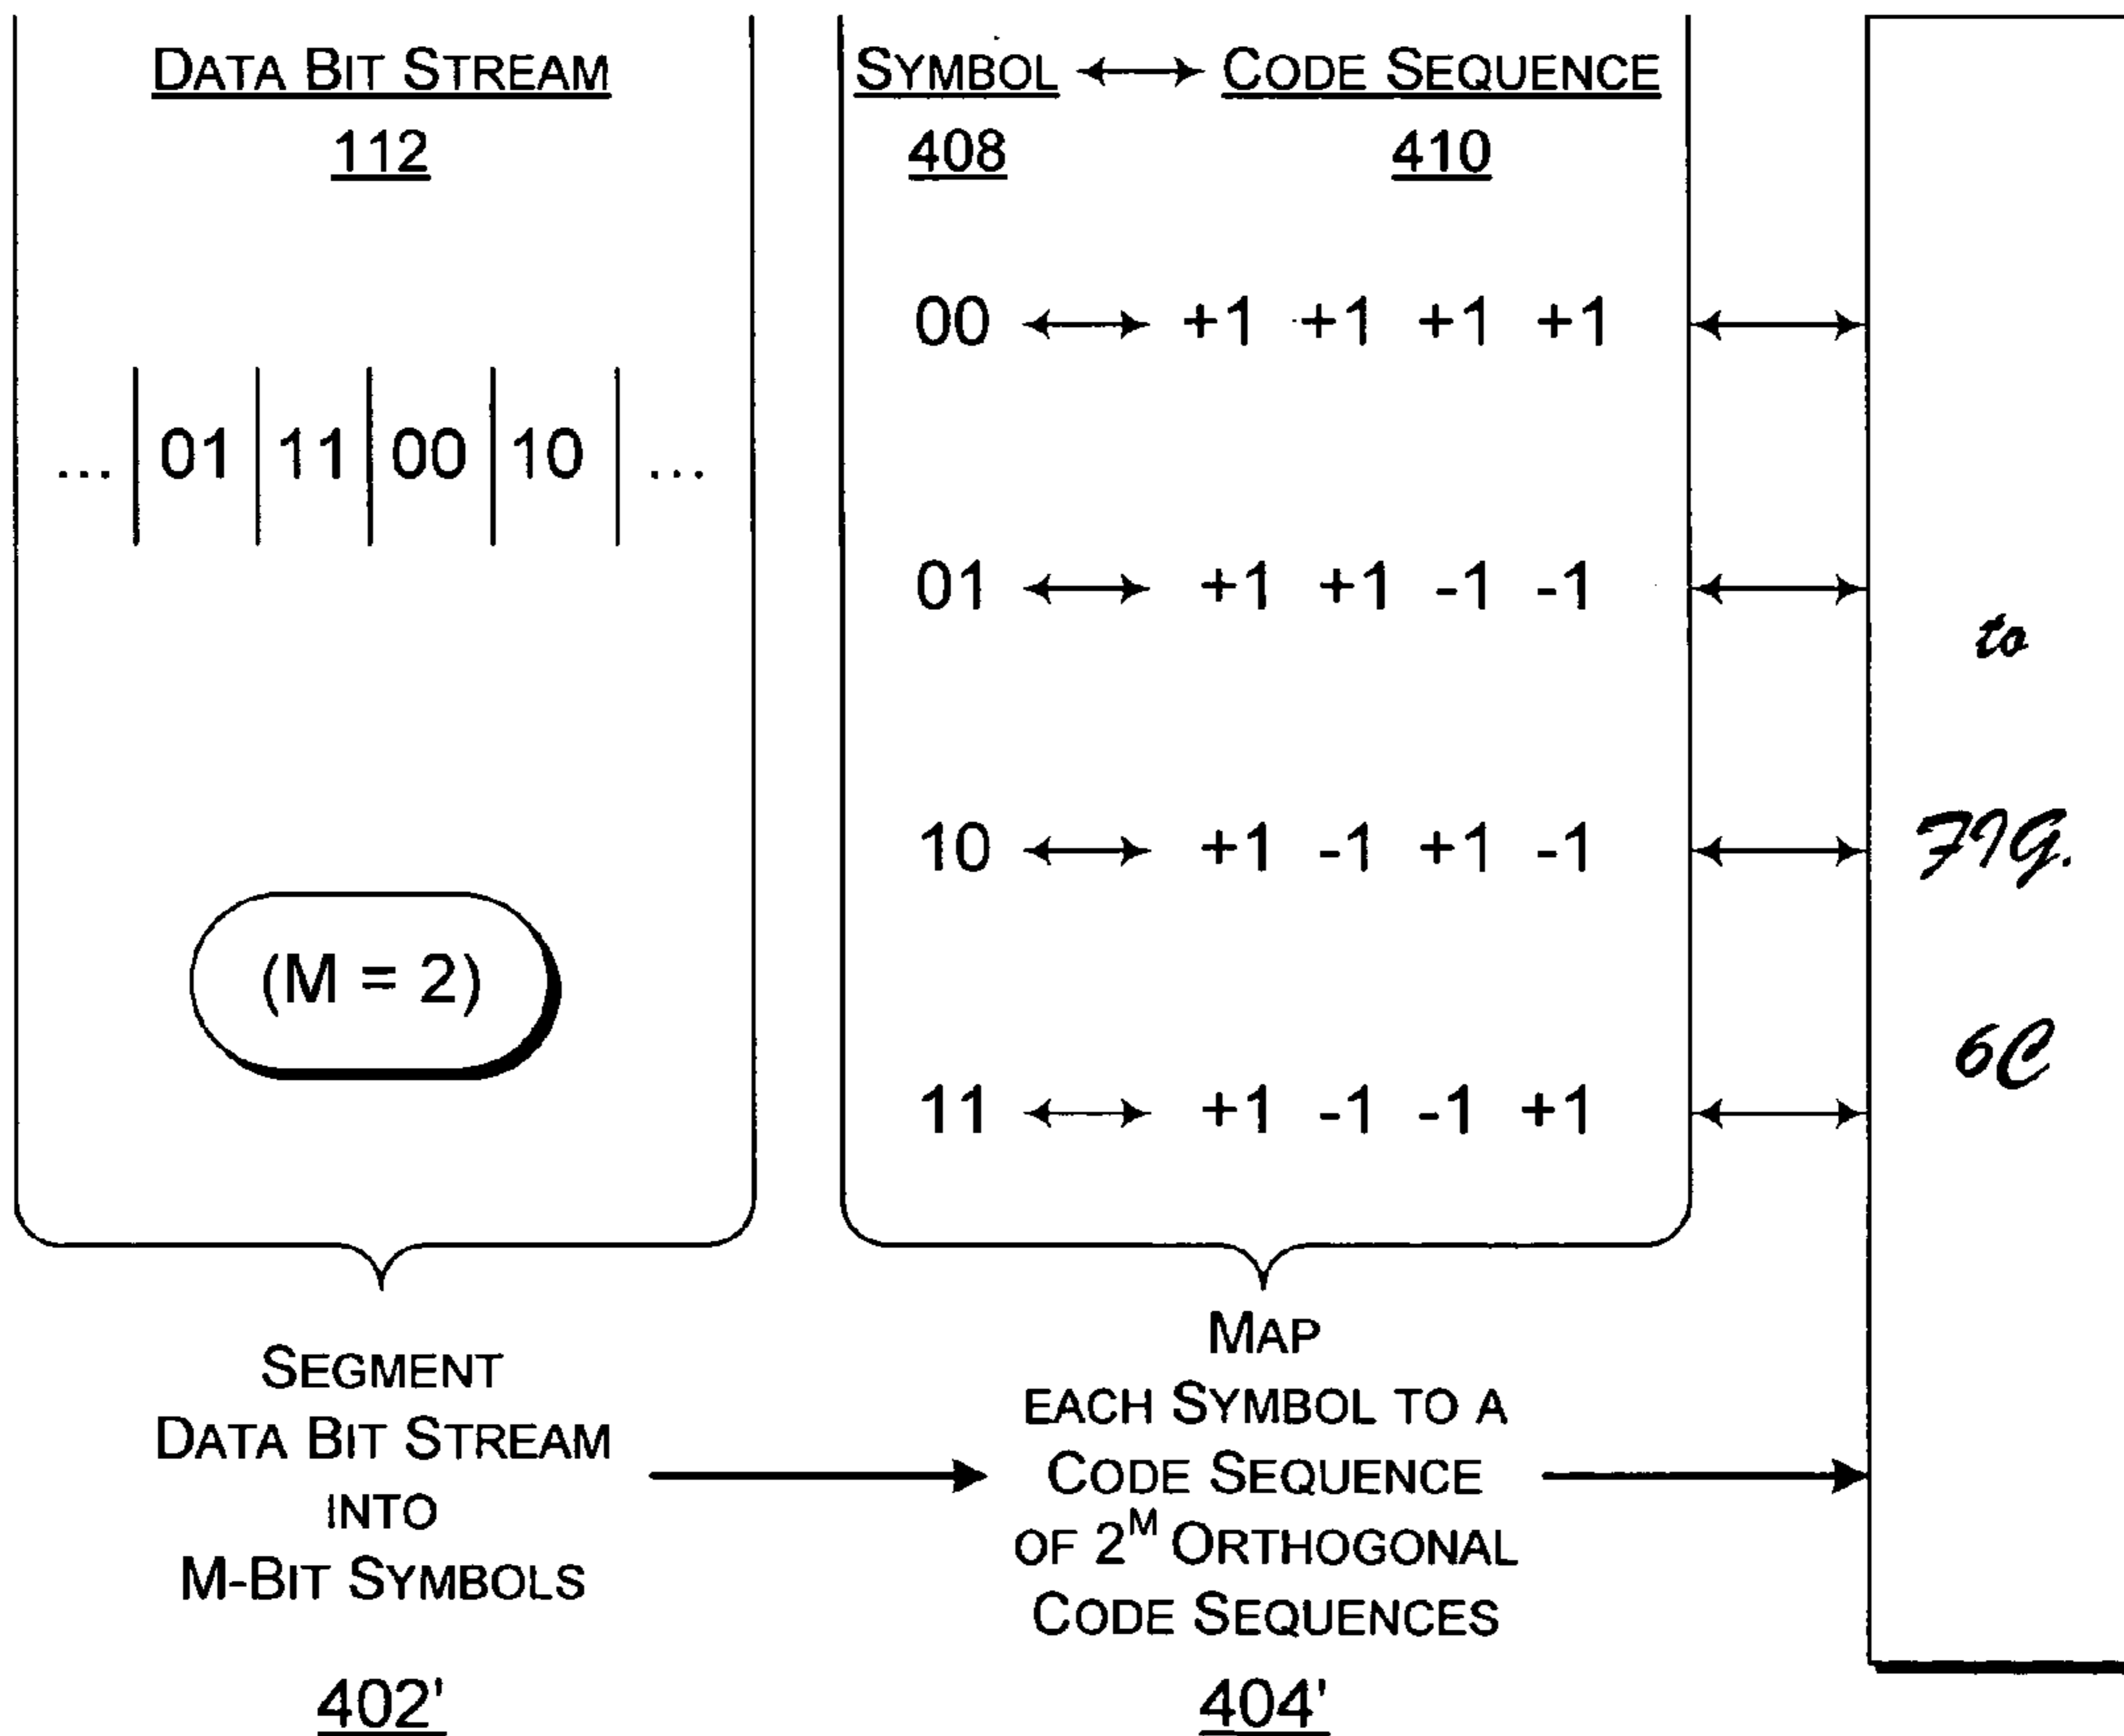 DATA BIT STREAM
112
... 01 11 00 10 ...
(M = 2)
SEGMENT
DATA BIT STREAM
INTO
M-BIT SYMBOLS
402'
SYMBOL ↔ CODE SEQUENCE
408 410
00 ↔ +1 +1 +1 +1
01 ↔ +1 +1 -1 -1
10 ↔ +1 -1 +1 -1
11 ↔ +1 -1 -1 +1
MAP
EACH SYMBOL TO A
CODE SEQUENCE
OF 2^M ORTHOGONAL
CODE SEQUENCES
404'
to
FIG.
6C